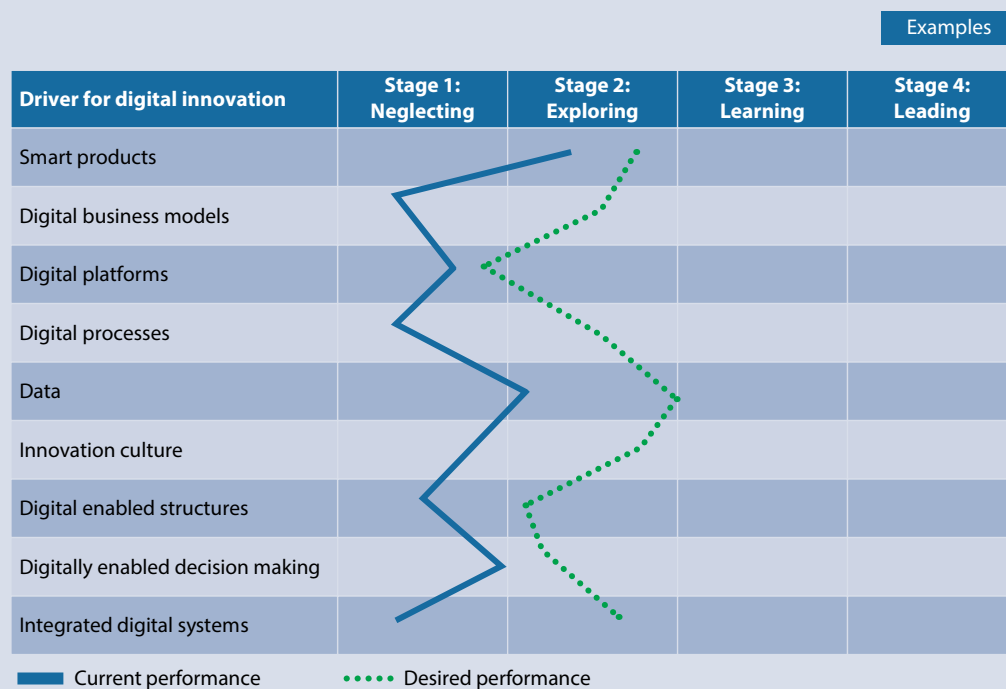 Examples
Driver for digital innovation
Stage 1:
Neglecting
Stage 2:
Exploring
Stage 3:
Learning
Stage 4:
Leading
Smart products
Digital business models
Digital platforms
Digital processes
Data
Innovation culture
Digital enabled structures
Digitally enabled decision making
Integrated digital systems
Current performance
Desired performance